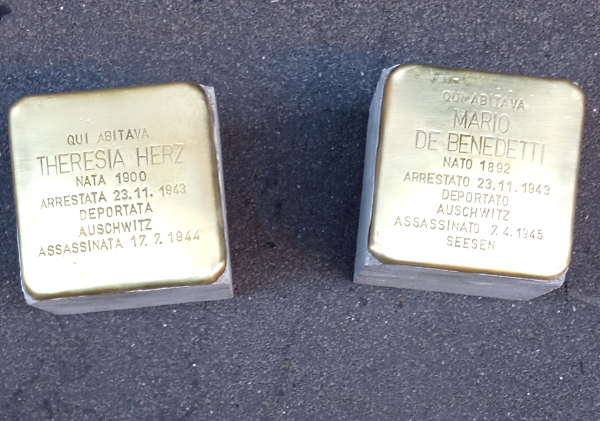 QUI ABITAVA
THERESIA HERZ
NATA 1900
ARRESTATA 23.11.1943
DEPORTATA
AUSCHWITZ
ASSASSINATA 17.7.1944
QUI ABITAVA
MARIO
DE BENEDETTI
NATO 1892
ARRESTATO 23.11.1943
DEPORTATO
AUSCHWITZ
ASSASSINATO 7.4.1945
SEESEN